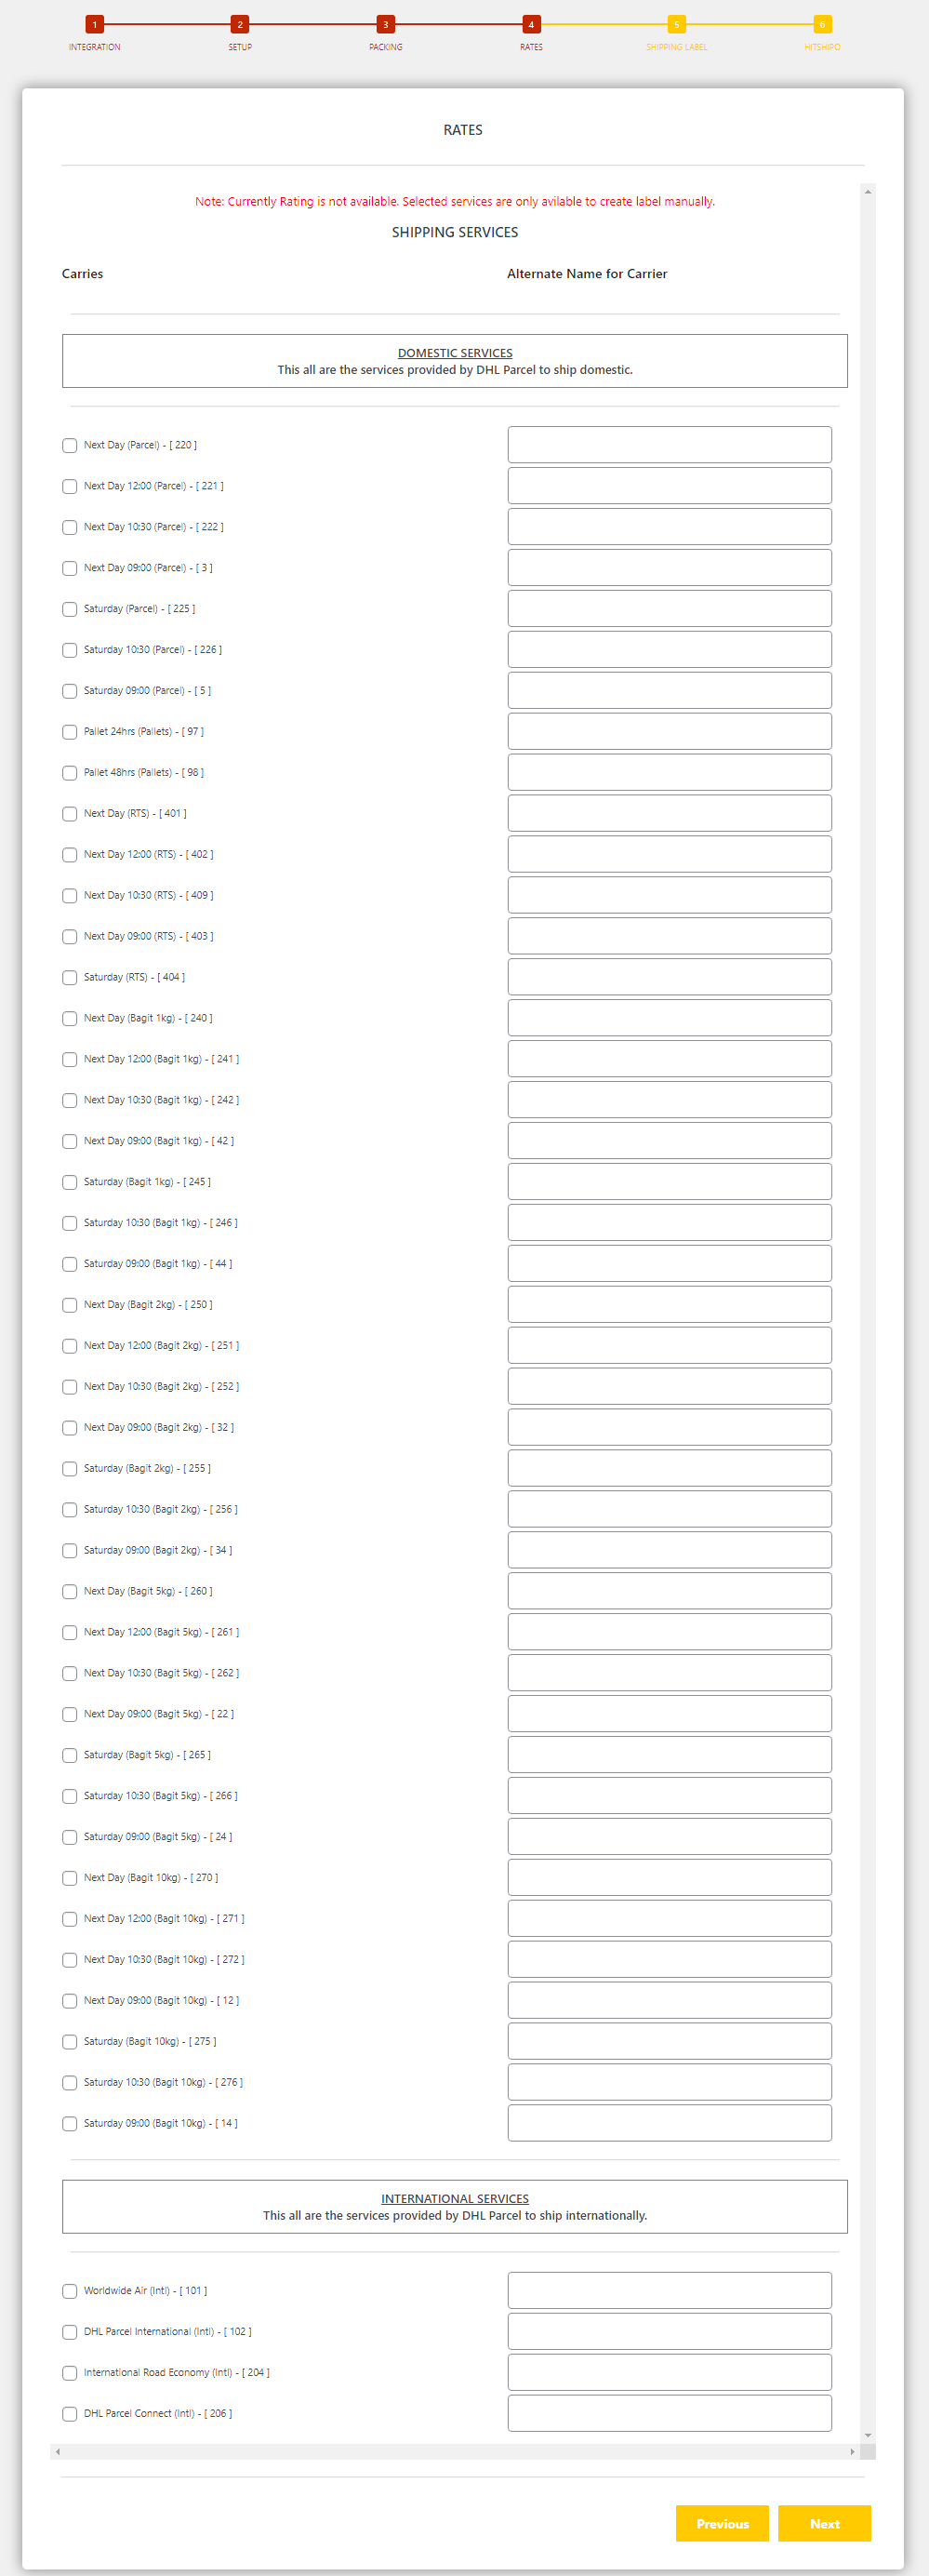 1 2 3 4 5 6
INTEGRATION SETUP PACKING RATES SHIPPING LABEL HITSHIPO
RATES
Note: Currently Rating is not available. Selected services are only avilable to create label manually.
SHIPPING SERVICES
Carries Alternate Name for Carrier
DOMESTIC SERVICES
This all are the services provided by DHL Parcel to ship domestic.
Next Day (Parcel) - [ 220 ]
Next Day 12:00 (Parcel) - [ 221 ]
Next Day 10:30 (Parcel) - [ 222 ]
Next Day 09:00 (Parcel) - [ 3 ]
Saturday (Parcel) - [ 225 ]
Saturday 10:30 (Parcel) - [ 226 ]
Saturday 09:00 (Parcel) - [ 5 ]
Pallet 24hrs (Pallets) - [ 97 ]
Pallet 48hrs (Pallets) - [ 98 ]
Next Day (RTS) - [ 401 ]
Next Day 12:00 (RTS) - [ 402 ]
Next Day 10:30 (RTS) - [ 409 ]
Next Day 09:00 (RTS) - [ 403 ]
Saturday (RTS) - [ 404 ]
Next Day (Bagit 1kg) - [ 240 ]
Next Day 12:00 (Bagit 1kg) - [ 241 ]
Next Day 10:30 (Bagit 1kg) - [ 242 ]
Next Day 09:00 (Bagit 1kg) - [ 42 ]
Saturday (Bagit 1kg) - [ 245 ]
Saturday 10:30 (Bagit 1kg) - [ 246 ]
Saturday 09:00 (Bagit 1kg) - [ 44 ]
Next Day (Bagit 2kg) - [ 250 ]
Next Day 12:00 (Bagit 2kg) - [ 251 ]
Next Day 10:30 (Bagit 2kg) - [ 252 ]
Next Day 09:00 (Bagit 2kg) - [ 32 ]
Saturday (Bagit 2kg) - [ 255 ]
Saturday 10:30 (Bagit 2kg) - [ 256 ]
Saturday 09:00 (Bagit 2kg) - [ 34 ]
Next Day (Bagit 5kg) - [ 260 ]
Next Day 12:00 (Bagit 5kg) - [ 261 ]
Next Day 10:30 (Bagit 5kg) - [ 262 ]
Next Day 09:00 (Bagit 5kg) - [ 22 ]
Saturday (Bagit 5kg) - [ 265 ]
Saturday 10:30 (Bagit 5kg) - [ 266 ]
Saturday 09:00 (Bagit 5kg) - [ 24 ]
Next Day (Bagit 10kg) - [ 270 ]
Next Day 12:00 (Bagit 10kg) - [ 271 ]
Next Day 10:30 (Bagit 10kg) - [ 272 ]
Next Day 09:00 (Bagit 10kg) - [ 12 ]
Saturday (Bagit 10kg) - [ 275 ]
Saturday 10:30 (Bagit 10kg) - [ 276 ]
Saturday 09:00 (Bagit 10kg) - [ 14 ]
INTERNATIONAL SERVICES
This all are the services provided by DHL Parcel to ship internationally.
Worldwide Air (Intl) - [ 101 ]
DHL Parcel International (Intl) - [ 102 ]
International Road Economy (Intl) - [ 204 ]
DHL Parcel Connect (Intl) - [ 206 ]
Previous Next